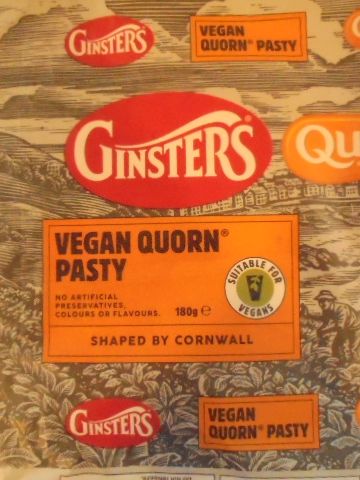 GINSTERS
VEGAN
QUORN® PASTY
GINSTERS®
Qu
VEGAN QUORN®
PASTY
SUITABLE FOR
VEGANS
NO ARTIFICIAL
PRESERVATIVES,
COLOURS OR FLAVOURS.
180g ℮
SHAPED BY CORNWALL
GINSTERS
VEGAN
QUORN® PASTY